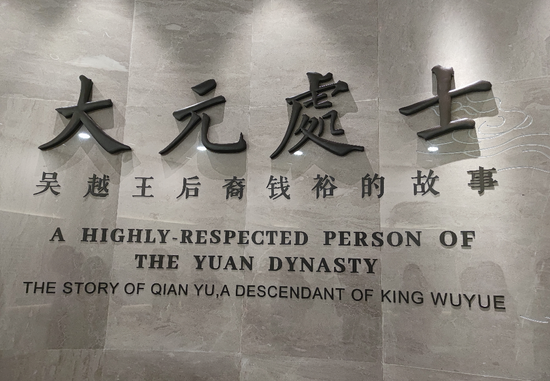 大元處士
吴越王后裔钱裕的故事
A HIGHLY-RESPECTED PERSON OF
THE YUAN DYNASTY
THE STORY OF QIAN YU,A DESCENDANT OF KING WUYUE